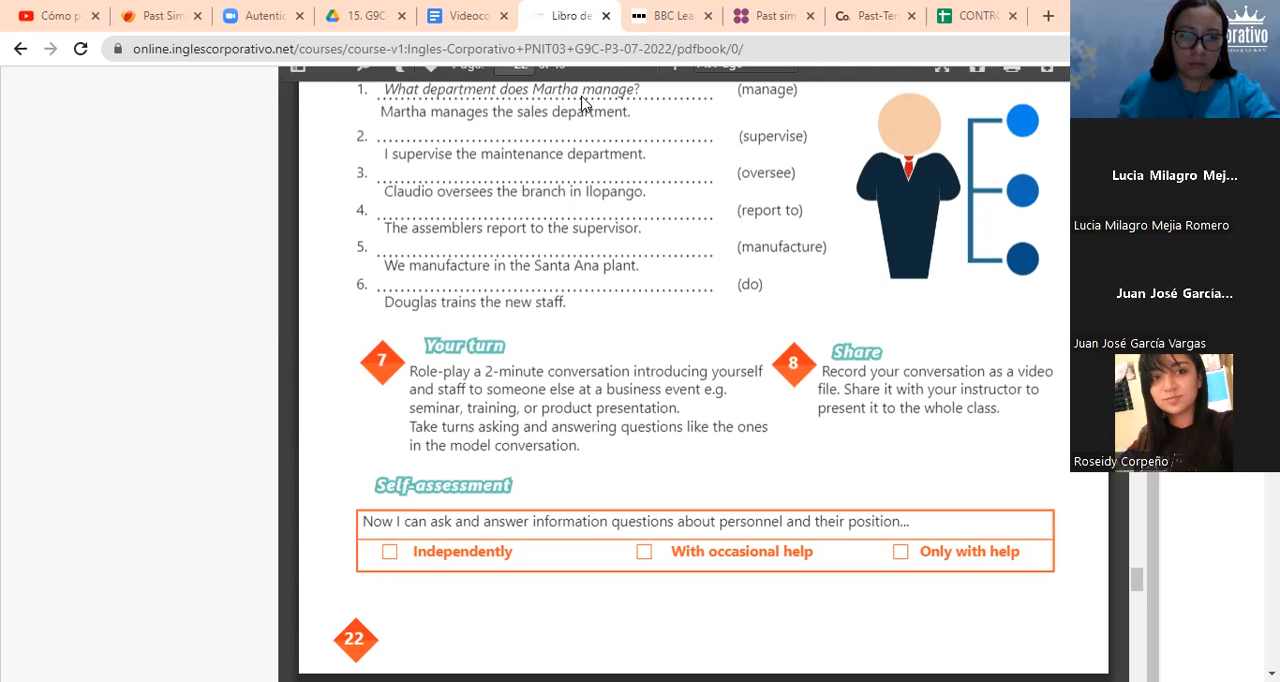 Cómo p
Past Sim
Autentic
15. G9C-
Videoco
Libro de
BBC Lea
Past sim
Past-Ten
CONTRO
online.inglescorporativo.net/courses/course-v1:Ingles-Corporativo+PNIT03+G9C-P3-07-2022/pdfbook/0/
1. What department does Martha manage? (manage)
Martha manages the sales department.
2. (supervise)
I supervise the maintenance department.
3. (oversee)
Claudio oversees the branch in Ilopango.
4. (report to)
The assemblers report to the supervisor.
5. (manufacture)
We manufacture in the Santa Ana plant.
6. (do)
Douglas trains the new staff.
7 Your turn
Role-play a 2-minute conversation introducing yourself
and staff to someone else at a business event e.g.
seminar, training, or product presentation.
Take turns asking and answering questions like the ones
in the model conversation.
8 Share
Record your conversation as a video
file. Share it with your instructor to
present it to the whole class.
Self-assessment
Now I can ask and answer information questions about personnel and their position...
Independently
With occasional help
Only with help
22
orativo
Lucia Milagro Mej...
Lucia Milagro Mejia Romero
Juan José García...
Juan José García Vargas
Roseidy Corpeño